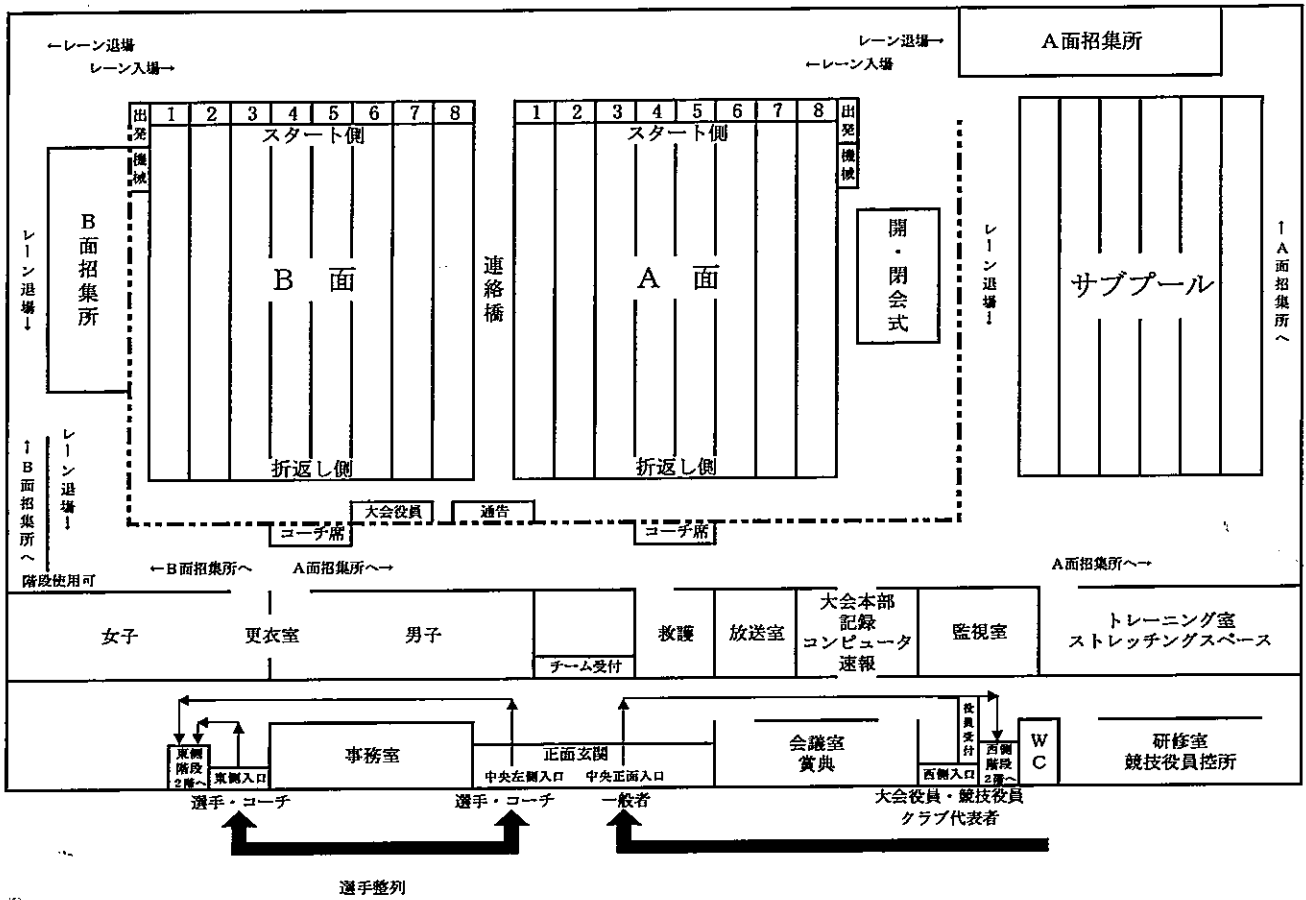 ←レーン退場
レーン入場→
レーン退場→
←レーン入場
A面招集所
出発
機械
1 2 3 4 5 6 7 8
スタート側
B 面
折返し側
連絡橋
1 2 3 4 5 6 7 8
スタート側
A 面
折返し側
出発
機械
B面招集所
レーン退場→
開・閉会式
レーン退場→
サブプール
←A面招集所へ
←B面招集所へ
レーン退場→
階段使用可
大会役員
通告
コーチ席
コーチ席
←B面招集所へ
A面招集所へ→
A面招集所へ→
女子
更衣室
男子
チーム受付
救護
放送室
大会本部
記録
コンピュータ
速報
監視室
トレーニング室
ストレッチングスペース
東側
階段
2階へ
東側入口
事務室
正面玄関
中央左側入口
中央正面入口
会議室
賞典
役員受付
西側入口
西側
階段
2階へ
WC
研修室
競技役員控所
選手・コーチ
選手・コーチ
一般者
大会役員・競技役員
クラブ代表者
選手整列